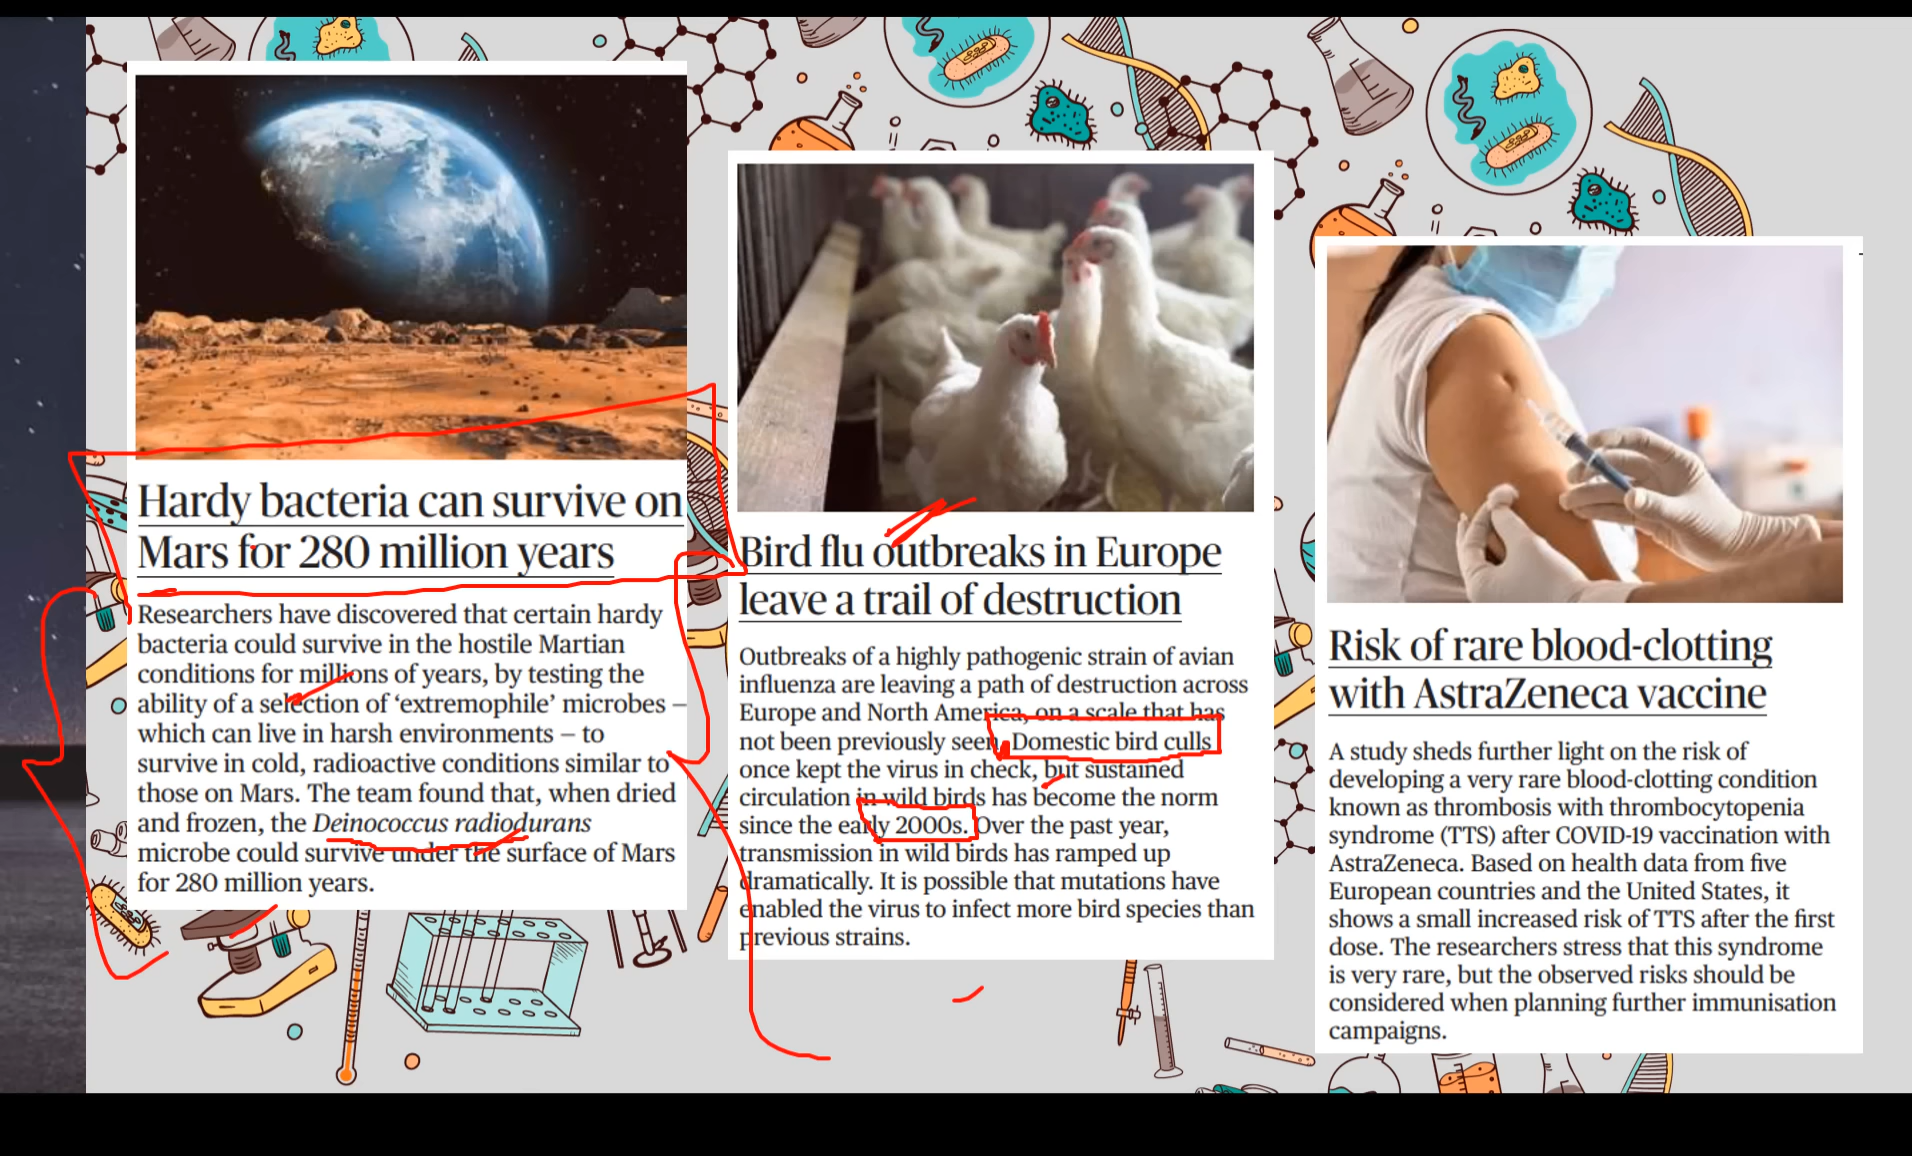 Hardy bacteria can survive on
Mars for 280 million years
Researchers have discovered that certain hardy
bacteria could survive in the hostile Martian
conditions for millions of years, by testing the
ability of a selection of ‘extremophile’ microbes –
which can live in harsh environments – to
survive in cold, radioactive conditions similar to
those on Mars. The team found that, when dried
and frozen, the Deinococcus radiodurans
microbe could survive under the surface of Mars
for 280 million years.
Bird flu outbreaks in Europe
leave a trail of destruction
Outbreaks of a highly pathogenic strain of avian
influenza are leaving a path of destruction across
Europe and North America, on a scale that has
not been previously seen. Domestic bird culls
once kept the virus in check, but sustained
circulation in wild birds has become the norm
since the early 2000s. Over the past year,
transmission in wild birds has ramped up
dramatically. It is possible that mutations have
enabled the virus to infect more bird species than
previous strains.
Risk of rare blood-clotting
with AstraZeneca vaccine
A study sheds further light on the risk of
developing a very rare blood-clotting condition
known as thrombosis with thrombocytopenia
syndrome (TTS) after COVID-19 vaccination with
AstraZeneca. Based on health data from five
European countries and the United States, it
shows a small increased risk of TTS after the first
dose. The researchers stress that this syndrome
is very rare, but the observed risks should be
considered when planning further immunisation
campaigns.